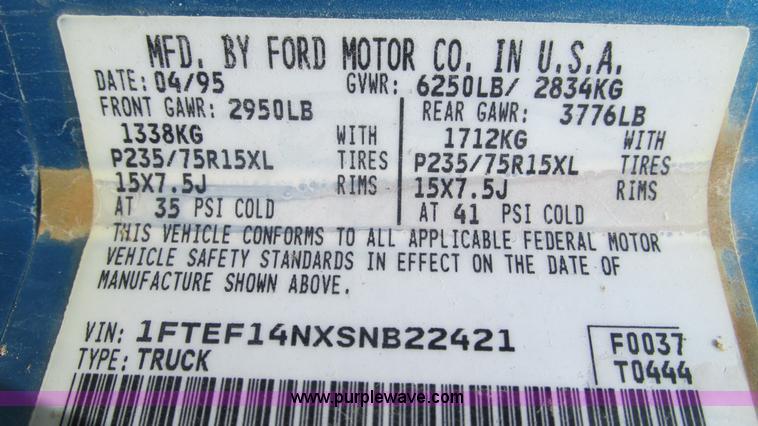 MFD. BY FORD MOTOR CO. IN U.S.A.
DATE: 04/95 GVWR: 6250LB/ 2834KG
FRONT GAWR: 2950LB REAR GAWR: 3776LB
1338KG WITH 1712KG WITH
P235/75R15XL TIRES P235/75R15XL TIRES
15X7.5J RIMS 15X7.5J RIMS
AT 35 PSI COLD AT 41 PSI COLD
THIS VEHICLE CONFORMS TO ALL APPLICABLE FEDERAL MOTOR
VEHICLE SAFETY STANDARDS IN EFFECT ON THE DATE OF
MANUFACTURE SHOWN ABOVE.
VIN: 1FTEF14NXSNB22421 F0037
TYPE: TRUCK T0444
www.purplewave.com